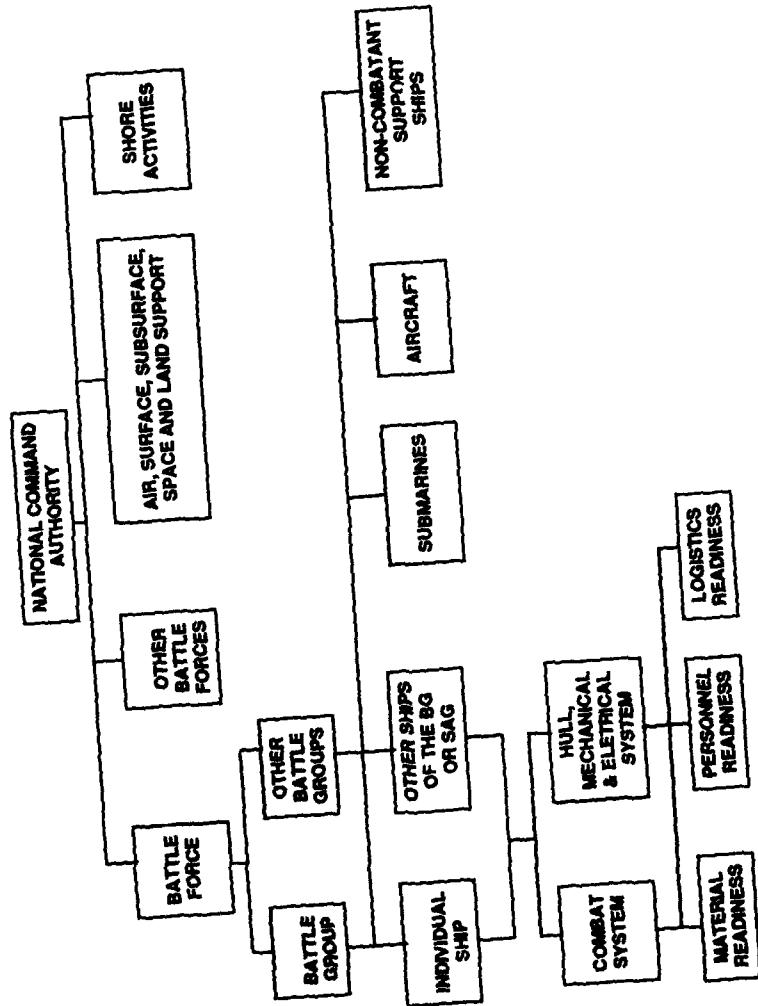 NATIONAL COMMAND
AUTHORITY
BATTLE
FORCE
OTHER
BATTLE
FORCES
AIR, SURFACE, SUBSURFACE,
SPACE AND LAND SUPPORT
SHORE
ACTIVITIES
BATTLE
GROUP
OTHER
BATTLE
GROUPS
INDIVIDUAL
SHIP
OTHER SHIPS
OF THE BG
OR SAG
SUBMARINES
AIRCRAFT
NON-COMBATANT
SUPPORT
SHIPS
COMBAT
SYSTEM
HULL,
MECHANICAL
& ELETRICAL
SYSTEM
MATERIAL
READINESS
PERSONNEL
READINESS
LOGISTICS
READINESS